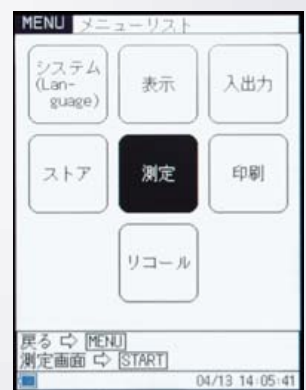 MENU メニューリスト
システム
(Lan-
guage)
表示
入出力
ストア
測定
印刷
リコール
戻る ⇨ MENU
測定画面 ⇨ START
04/13 14:05:41